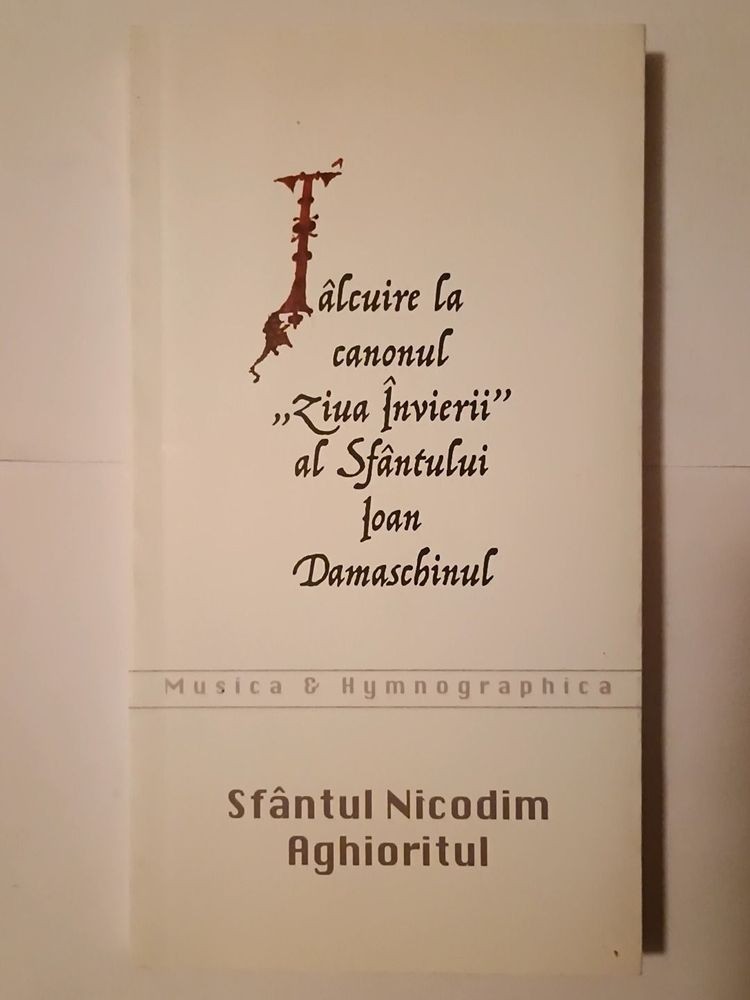 Tâlcuire la
canonul
„Ziua Învierii”
al Sfântului
Ioan
Damaschinul
Musica & Hymnographica
Sfântul Nicodim
Aghioritul